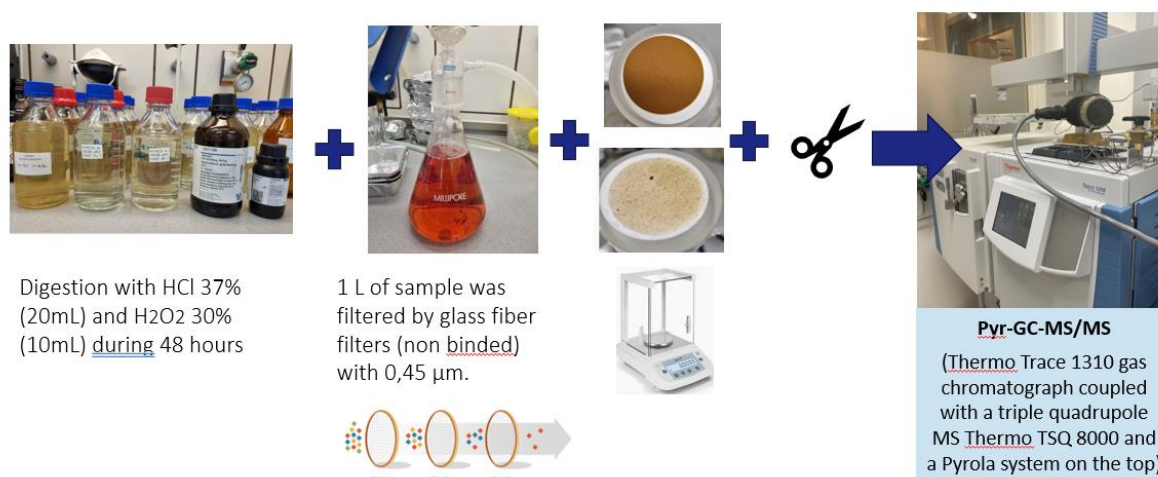 MILLIPORE
Digestion with HCl 37%
(20mL) and H2O2 30%
(10mL) during 48 hours
1 L of sample was
filtered by glass fiber
filters (non binded)
with 0,45 µm.
Pyr-GC-MS/MS
(Thermo Trace 1310 gas
chromatograph coupled
with a triple quadrupole
MS Thermo TSQ 8000 and
a Pyrola system on the top)